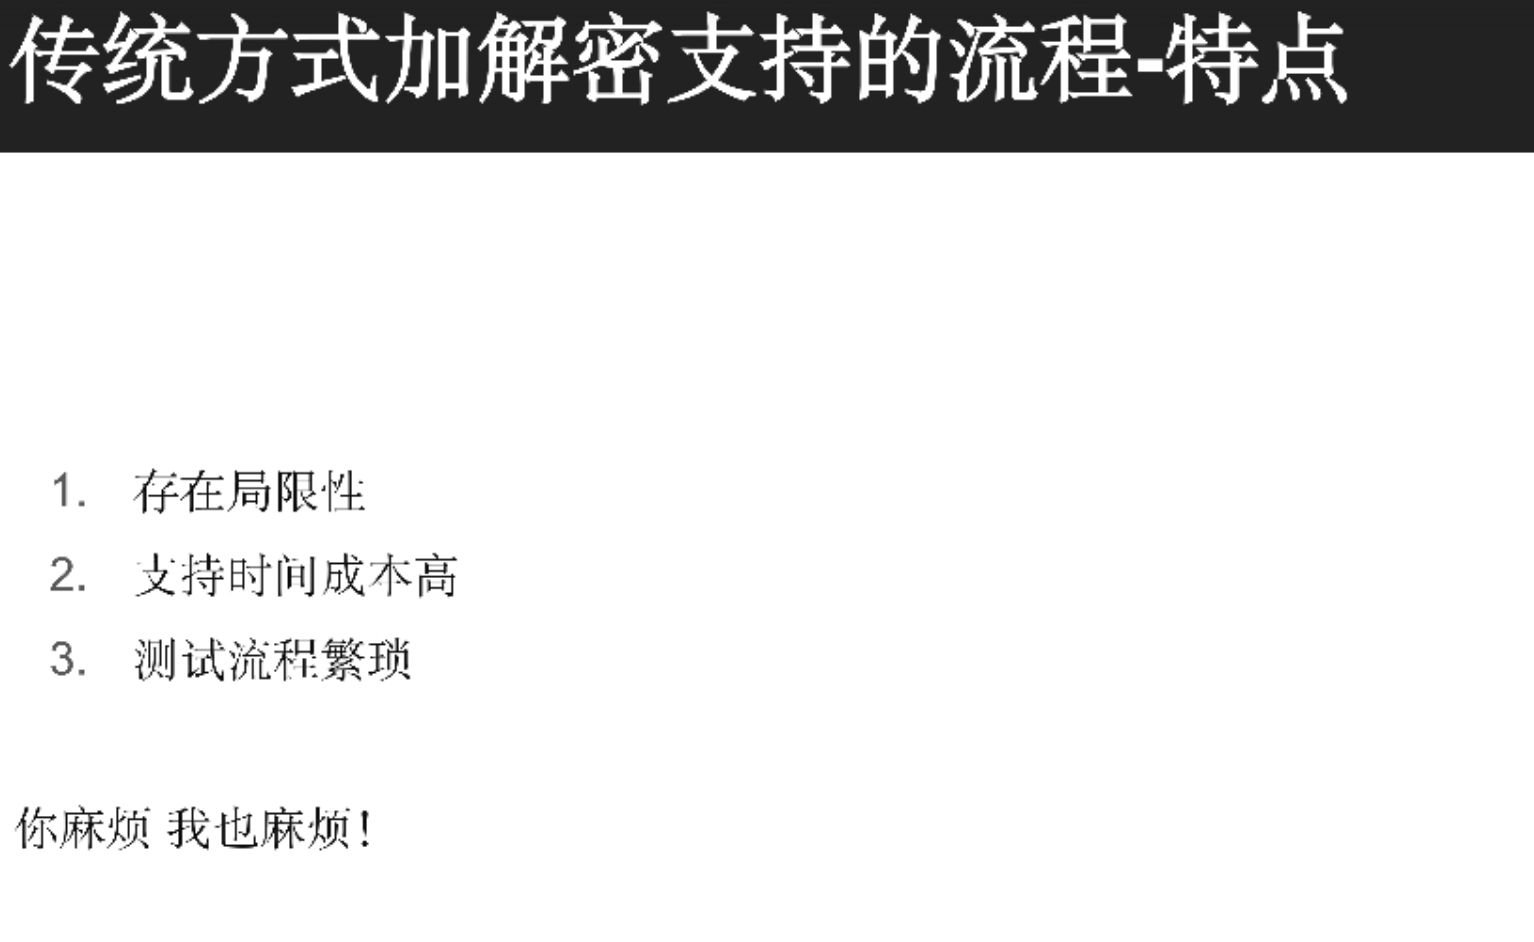 传统方式加解密支持的流程-特点
1. 存在局限性
2. 支持时间成本高
3. 测试流程繁琐
你麻烦 我也麻烦！